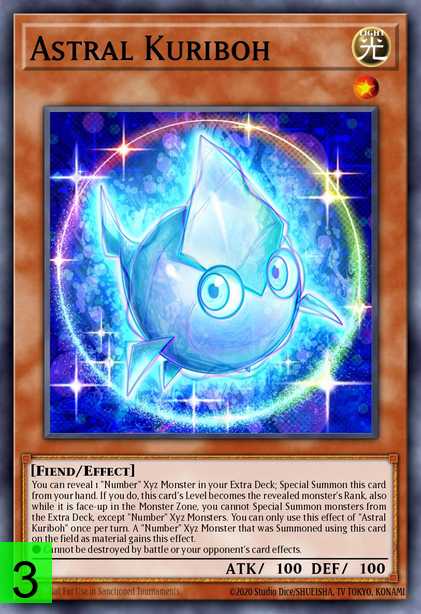 ASTRAL KURIBOH
LIGHT
光
[FIEND/EFFECT]
You can reveal 1 "Number" Xyz Monster in your Extra Deck; Special Summon this card
from your hand. If you do, this card's Level becomes the revealed monster's Rank, also
while it is face-up in the Monster Zone, you cannot Special Summon monsters from
the Extra Deck, except "Number" Xyz Monsters. You can only use this effect of "Astral
Kuriboh" once per turn. A "Number" Xyz Monster that was Summoned using this card
on the field as material gains this effect.
● Cannot be destroyed by battle or your opponent's card effects.
ATK/ 100 DEF/ 100
3
For Use in Sanctioned Tournaments
©2020 Studio Dice/SHUEISHA, TV TOKYO, KONAMI